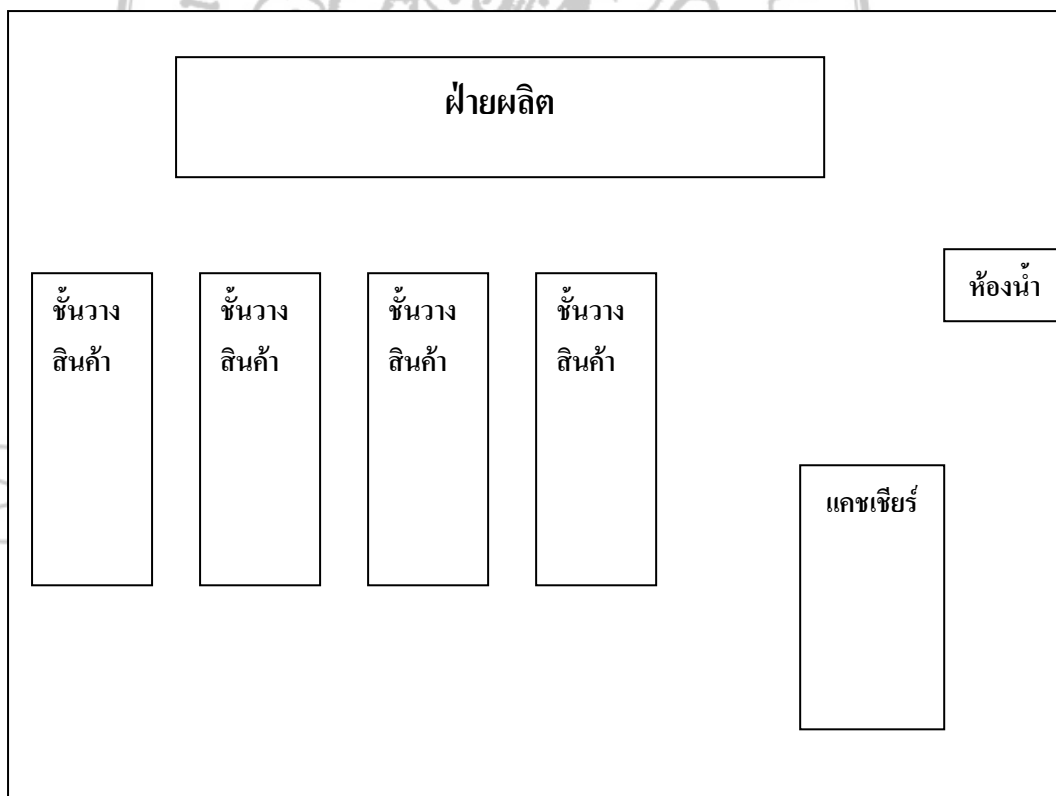 ฝ่ายผลิต
ห้องน้ำ
ชั้นวาง
สินค้า
ชั้นวาง
สินค้า
ชั้นวาง
สินค้า
ชั้นวาง
สินค้า
แคชเชียร์